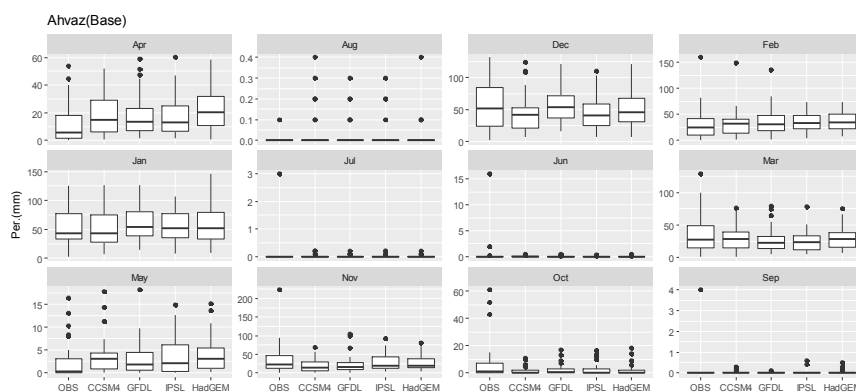 Ahvaz(Base)
Apr Aug Dec Feb
60 0.4 150
40 0.3 100 100
0.2
20 50 50
0.1
0 0.0 0 0
Jan Jul Jun Mar
150 3 15
100 2 10 100
50 1 5 50
0 0 0 0
Per.(mm)
May Nov Oct Sep
15 200 60 4
150 3
10 40
100 2
5 50 20 1
0 0 0 0
OBS CCSM4 GFDL IPSL HadGEM OBS CCSM4 GFDL IPSL HadGEM OBS CCSM4 GFDL IPSL HadGEM OBS CCSM4 GFDL IPSL HadGEM